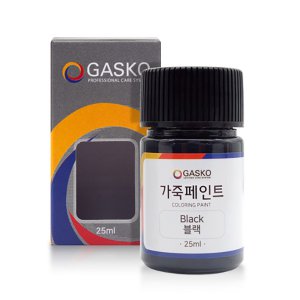 GASKO
PROFESSIONAL CARE SYSTEM
25ml
GASKO
가죽페인트
COLORING PAINT
Black
블랙
· 25ml ·